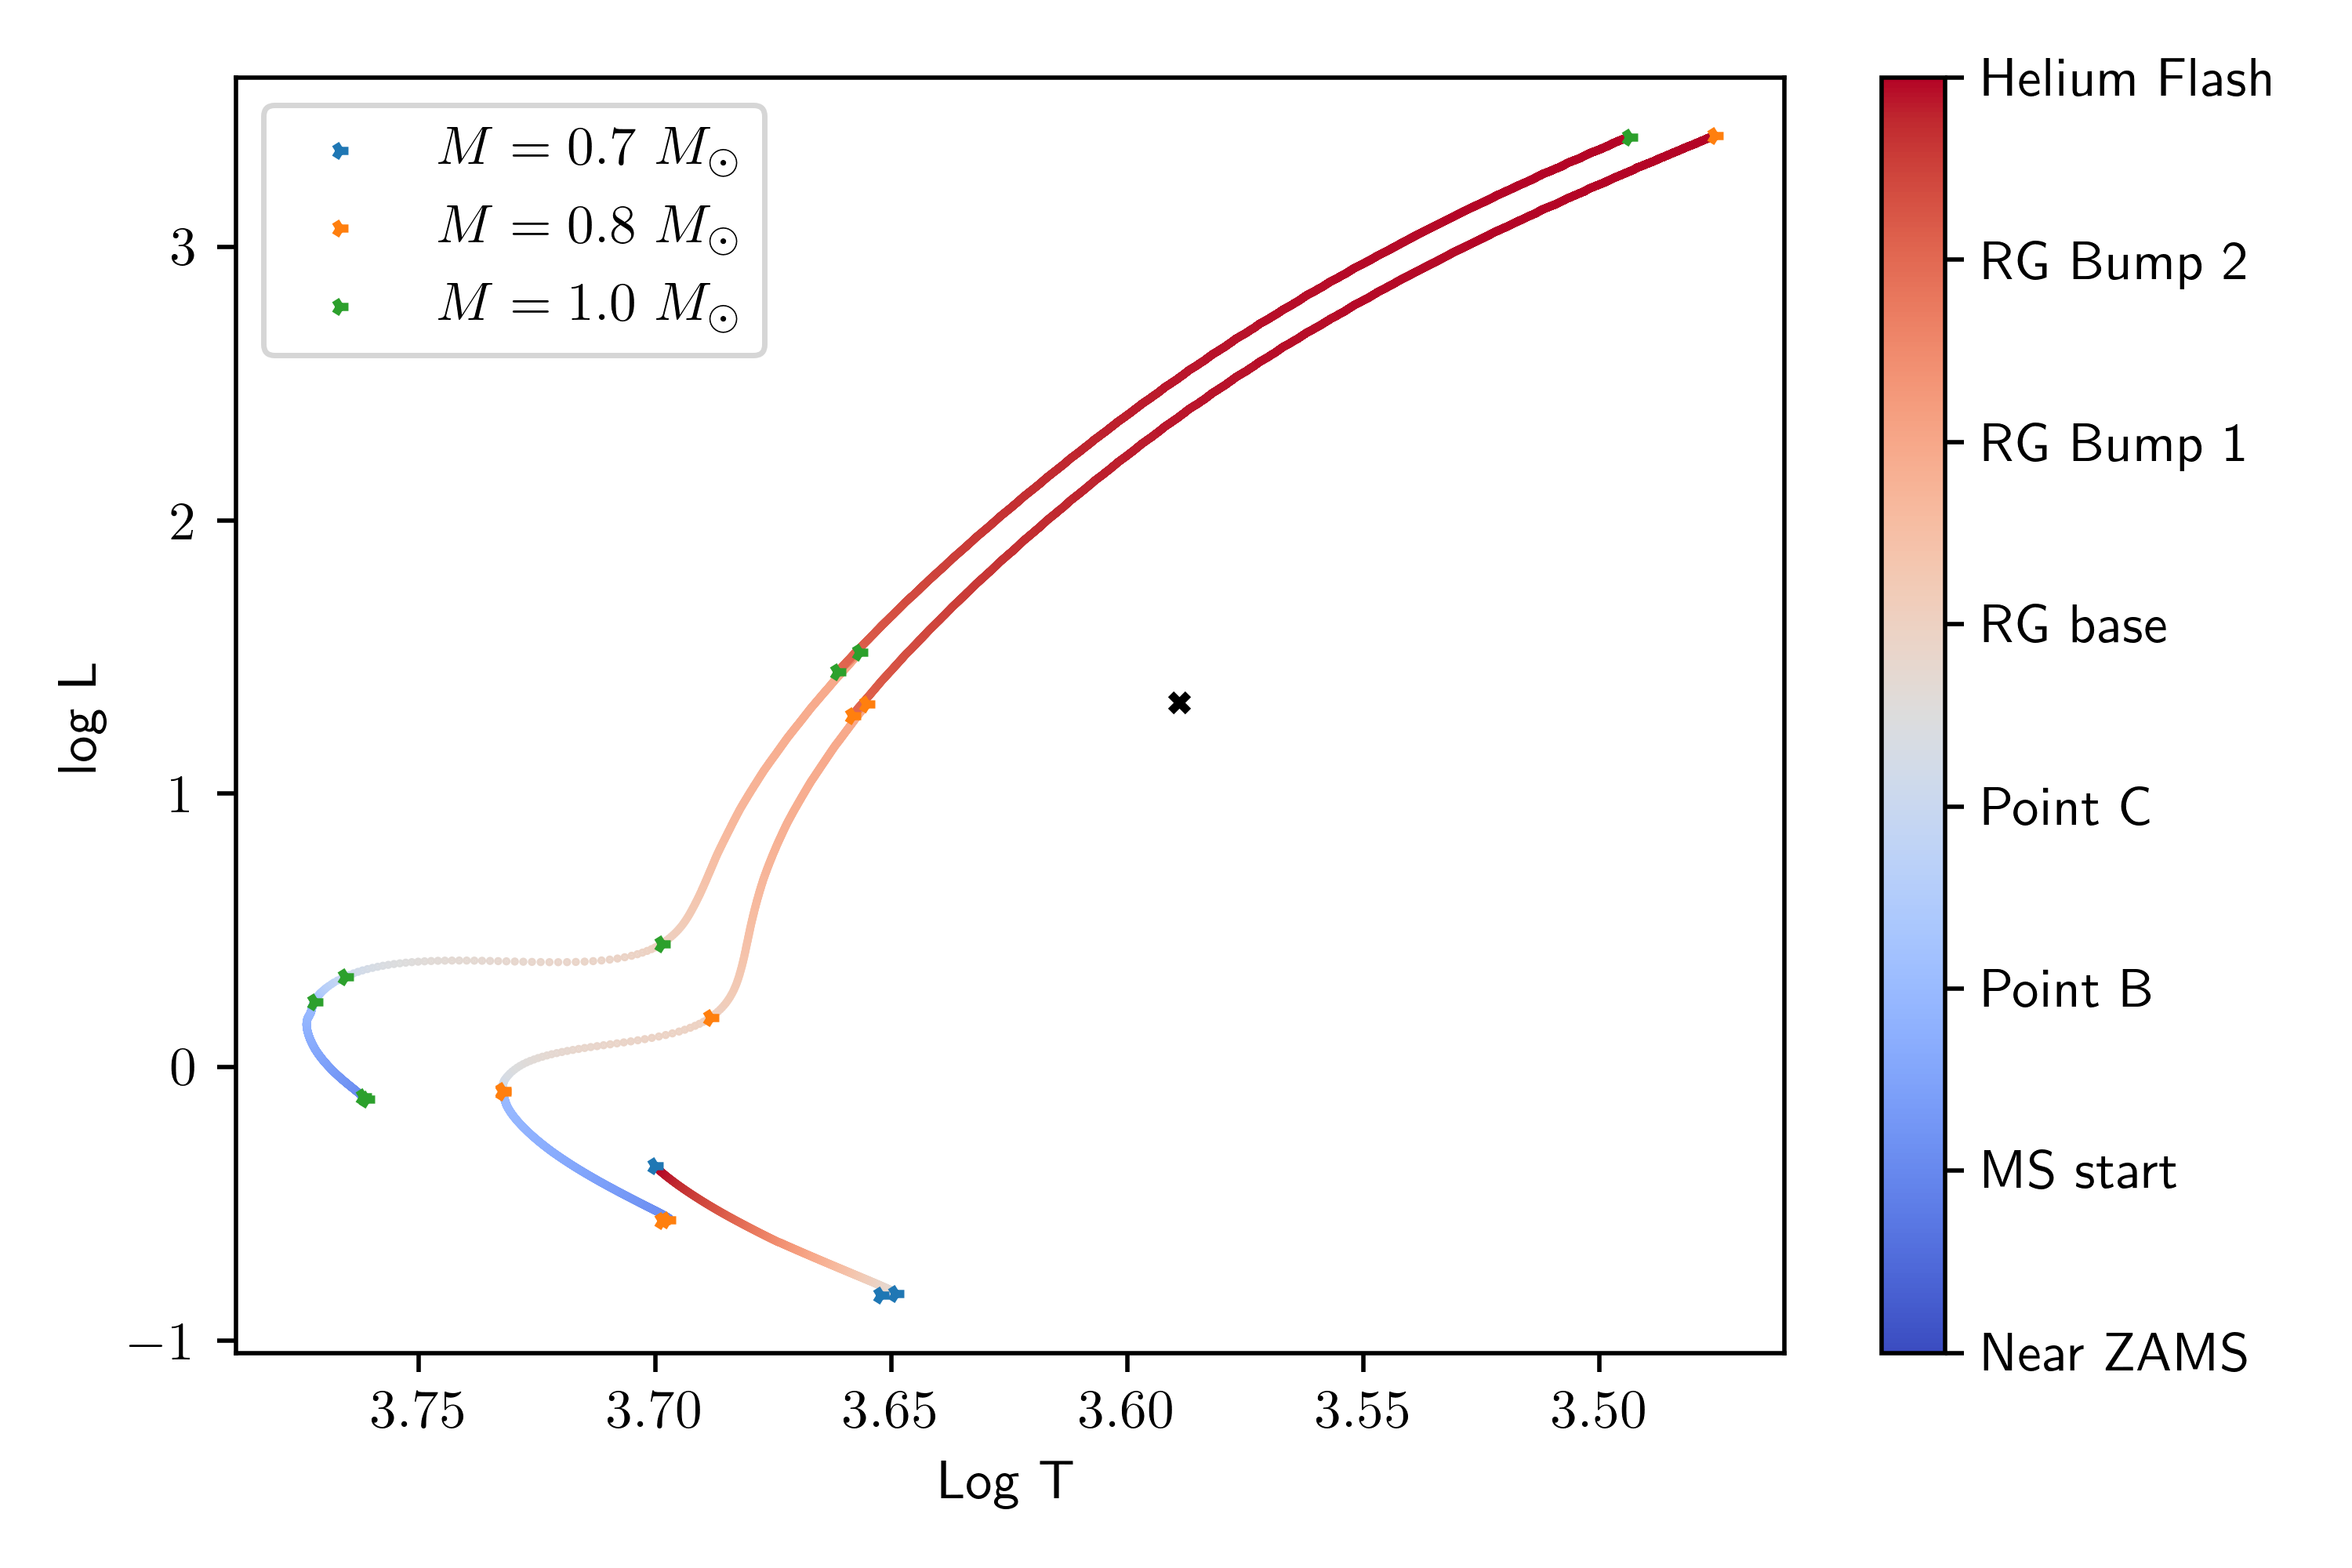 M = 0.7 M⊙
M = 0.8 M⊙
M = 1.0 M⊙
3
2
1
0
−1
log L
3.75 3.70 3.65 3.60 3.55 3.50
Log T
Helium Flash
RG Bump 2
RG Bump 1
RG base
Point C
Point B
MS start
Near ZAMS